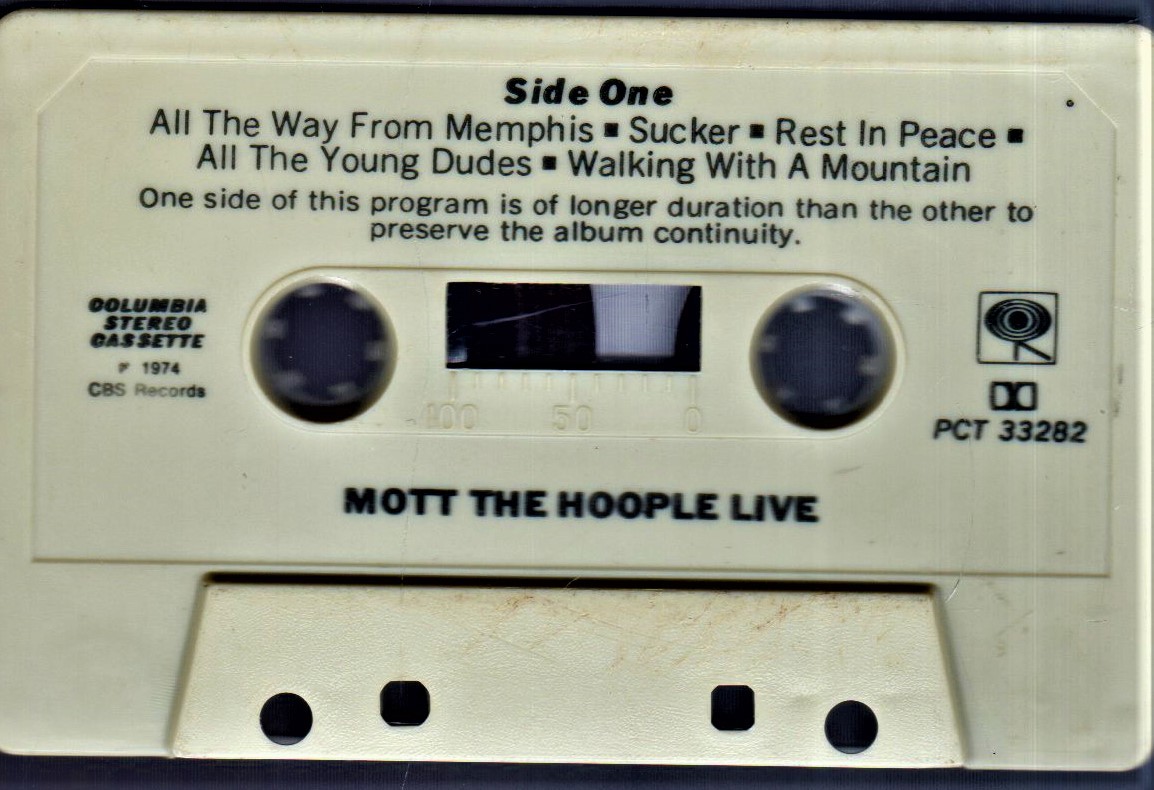 Side One
All The Way From Memphis ▪ Sucker ▪ Rest In Peace ▪
All The Young Dudes ▪ Walking With A Mountain
One side of this program is of longer duration than the other to
preserve the album continuity.
COLUMBIA
STEREO
CASSETTE
℗ 1974
CBS Records
100 50 0
PCT 33282
MOTT THE HOOPLE LIVE